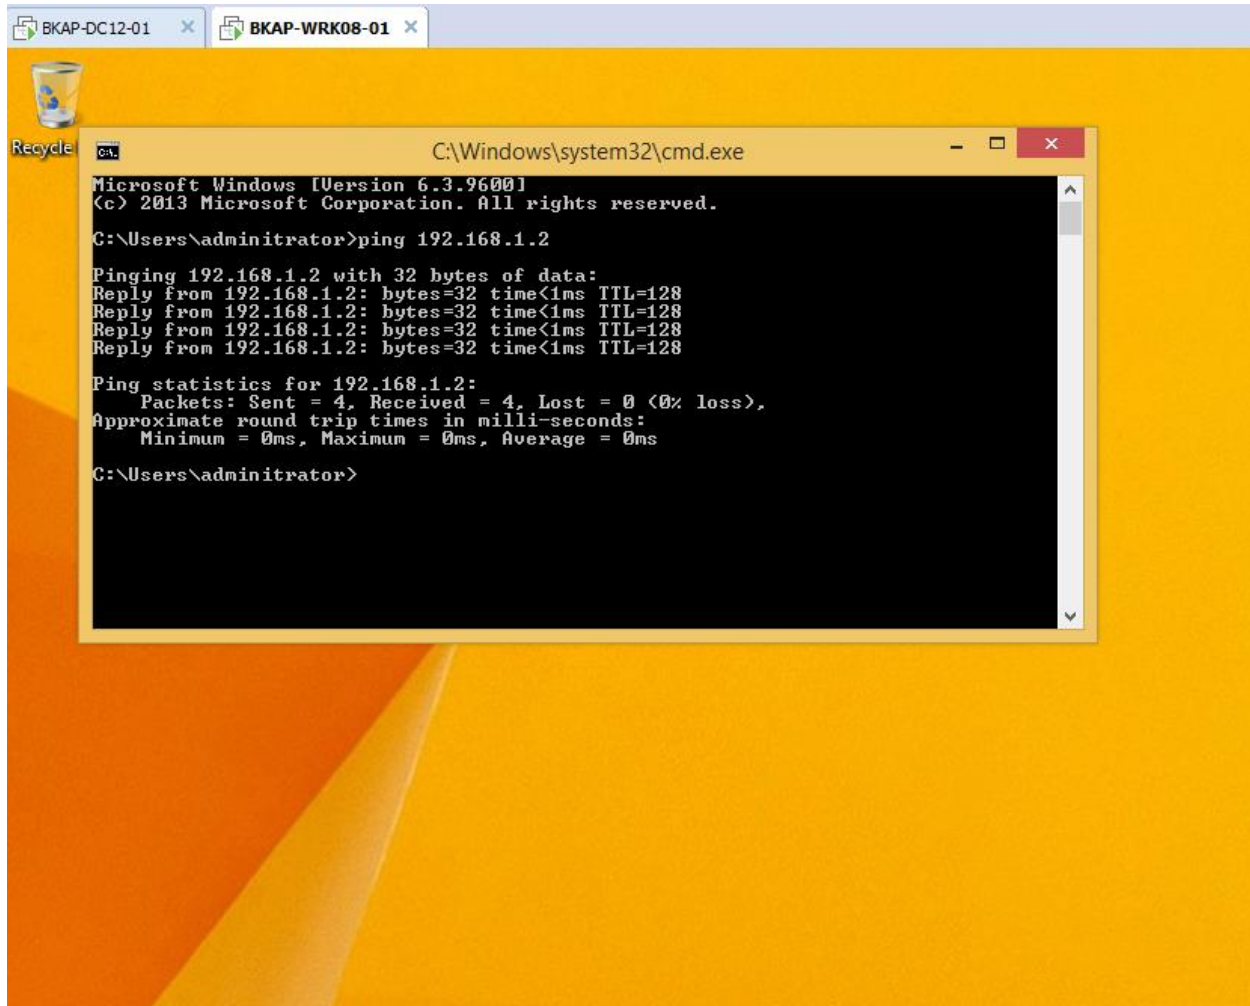 BKAP-DC12-01
BKAP-WRK08-01
Recycle
C:\Windows\system32\cmd.exe
Microsoft Windows [Version 6.3.9600]
(c) 2013 Microsoft Corporation. All rights reserved.
C:\Users\adminitrator>ping 192.168.1.2
Pinging 192.168.1.2 with 32 bytes of data:
Reply from 192.168.1.2: bytes=32 time<1ms TTL=128
Reply from 192.168.1.2: bytes=32 time<1ms TTL=128
Reply from 192.168.1.2: bytes=32 time<1ms TTL=128
Reply from 192.168.1.2: bytes=32 time<1ms TTL=128
Ping statistics for 192.168.1.2:
Packets: Sent = 4, Received = 4, Lost = 0 (0% loss),
Approximate round trip times in milli-seconds:
Minimum = 0ms, Maximum = 0ms, Average = 0ms
C:\Users\adminitrator>